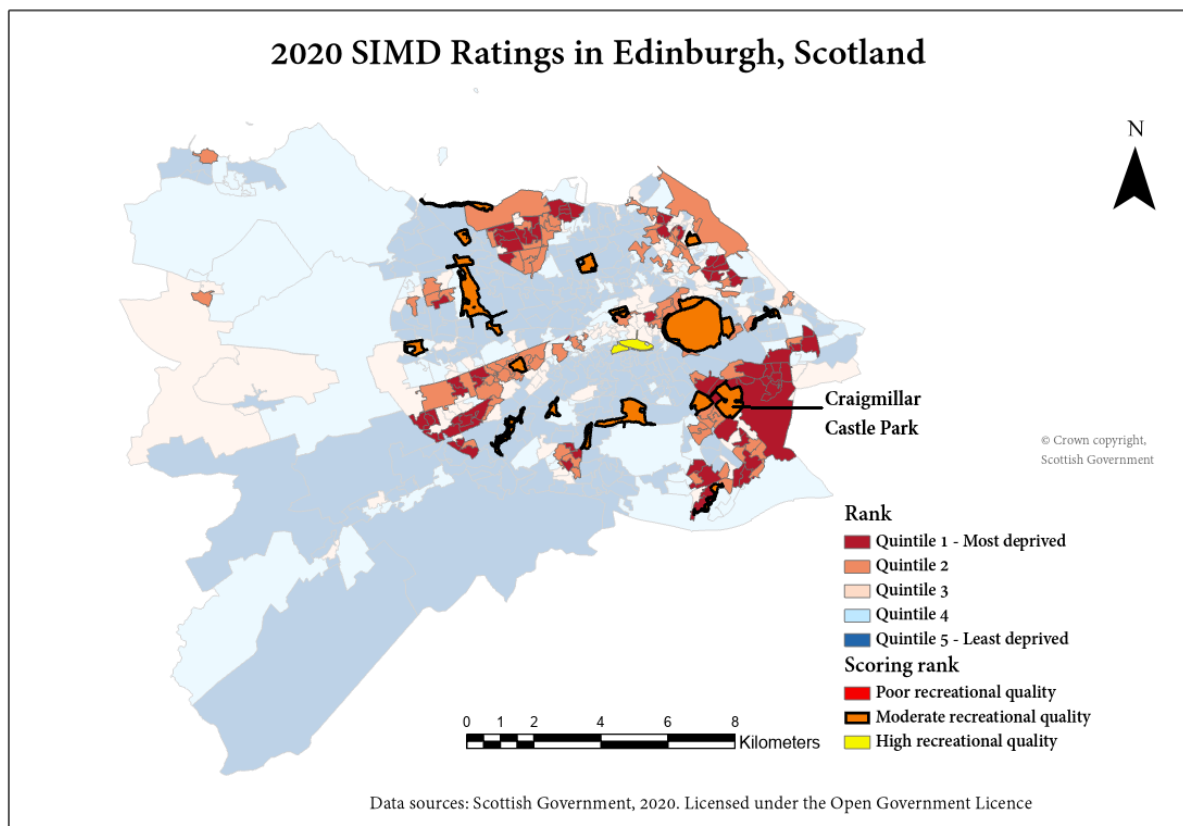 2020 SIMD Ratings in Edinburgh, Scotland
N
Craigmillar
Castle Park
© Crown copyright,
Scottish Government
Rank
Quintile 1 - Most deprived
Quintile 2
Quintile 3
Quintile 4
Quintile 5 - Least deprived
Scoring rank
Poor recreational quality
Moderate recreational quality
High recreational quality
0 1 2 4 6 8
Kilometers
Data sources: Scottish Government, 2020. Licensed under the Open Government Licence